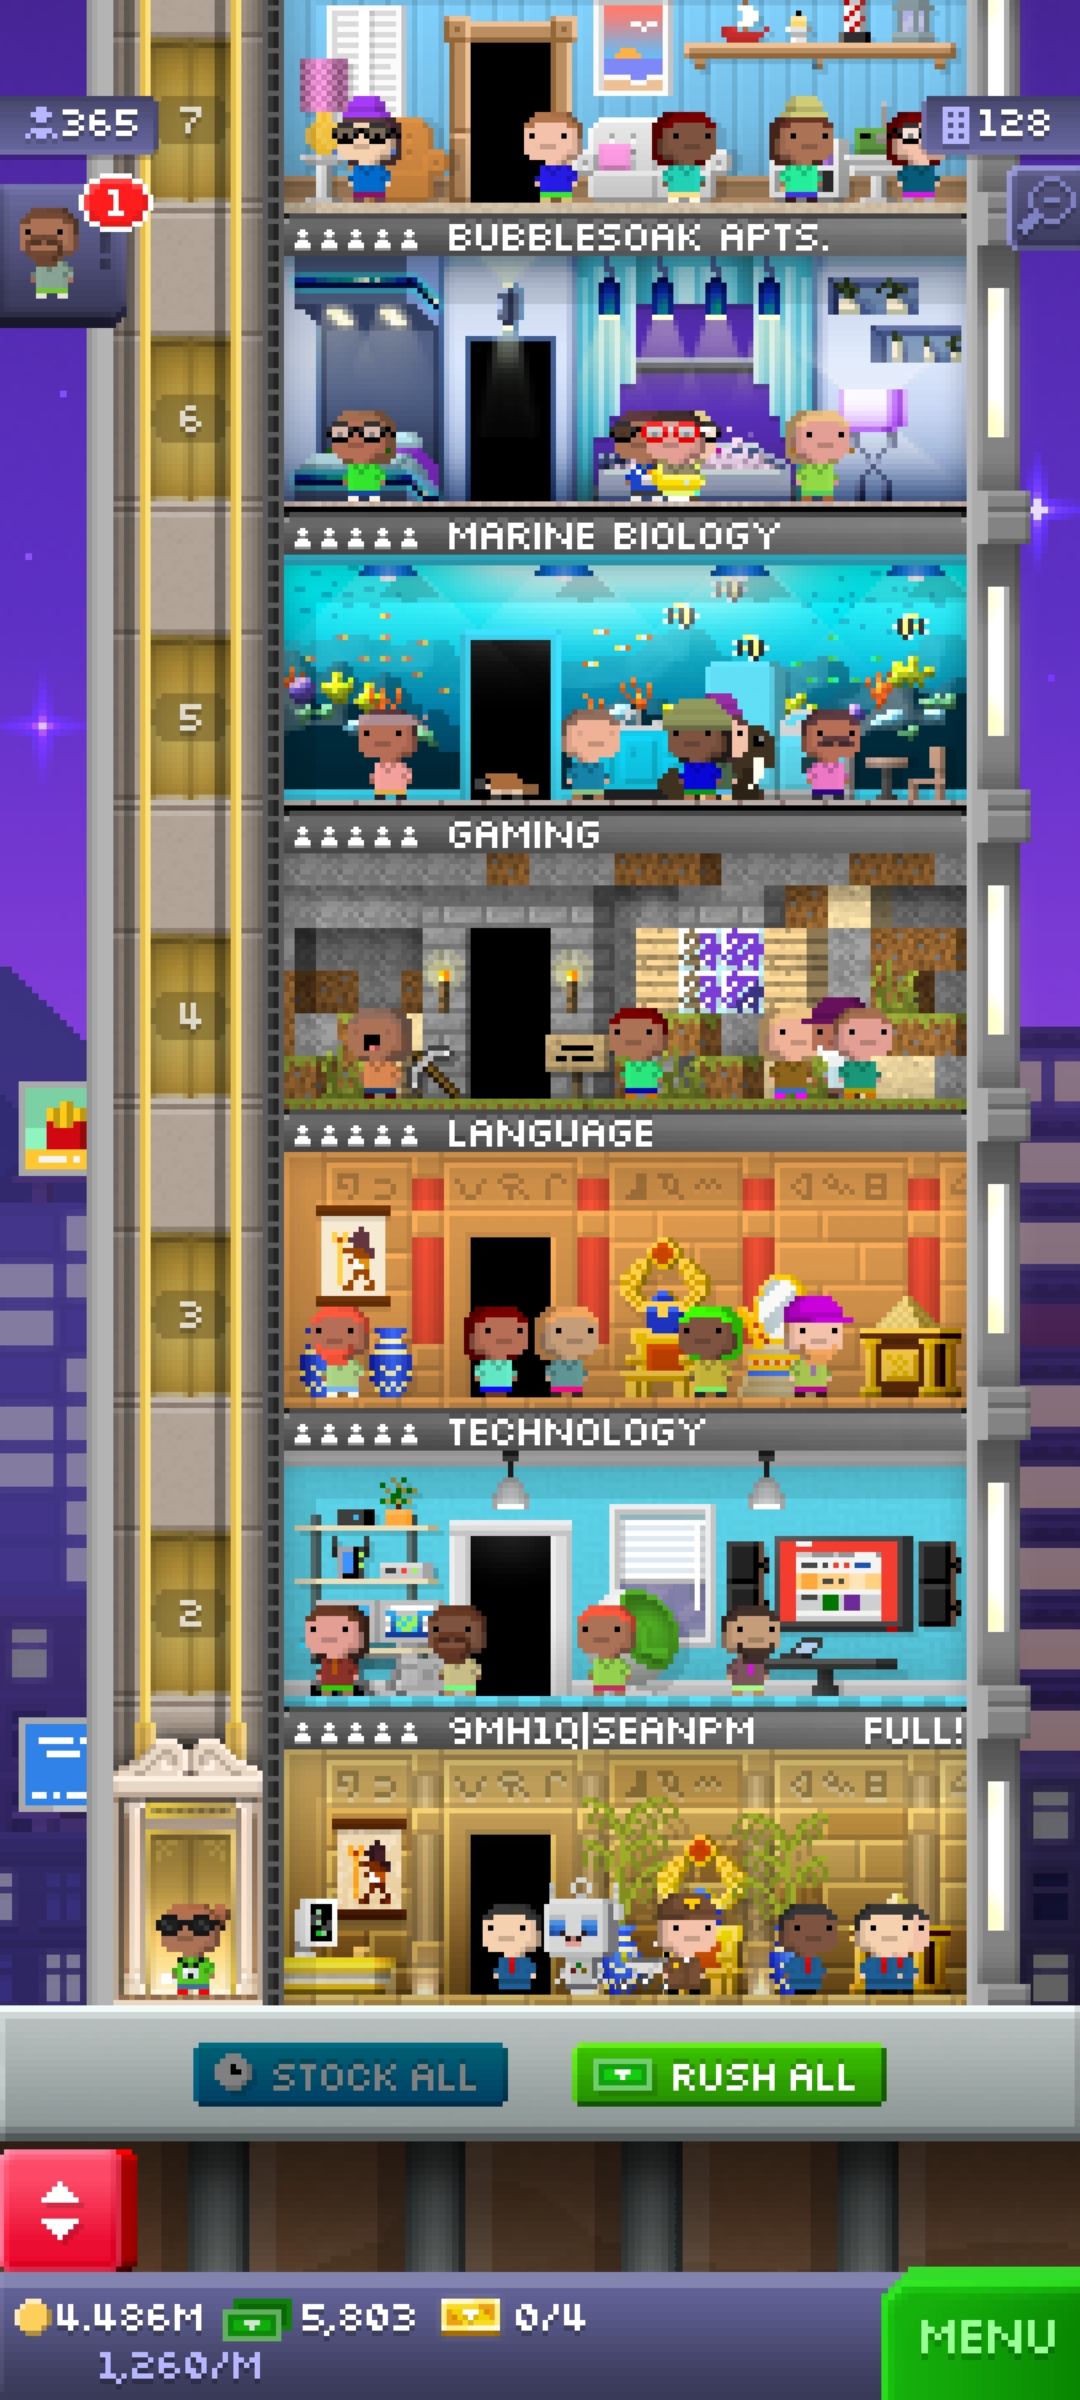 7
365
128
1
BUBBLESOAK APTS.
6
MARINE BIOLOGY
5
GAMING
4
LANGUAGE
3
TECHNOLOGY
2
9MH1Q|SEANPM FULL!
STOCK ALL
RUSH ALL
4.486M 5,803 0/4
1,260/M
MENU